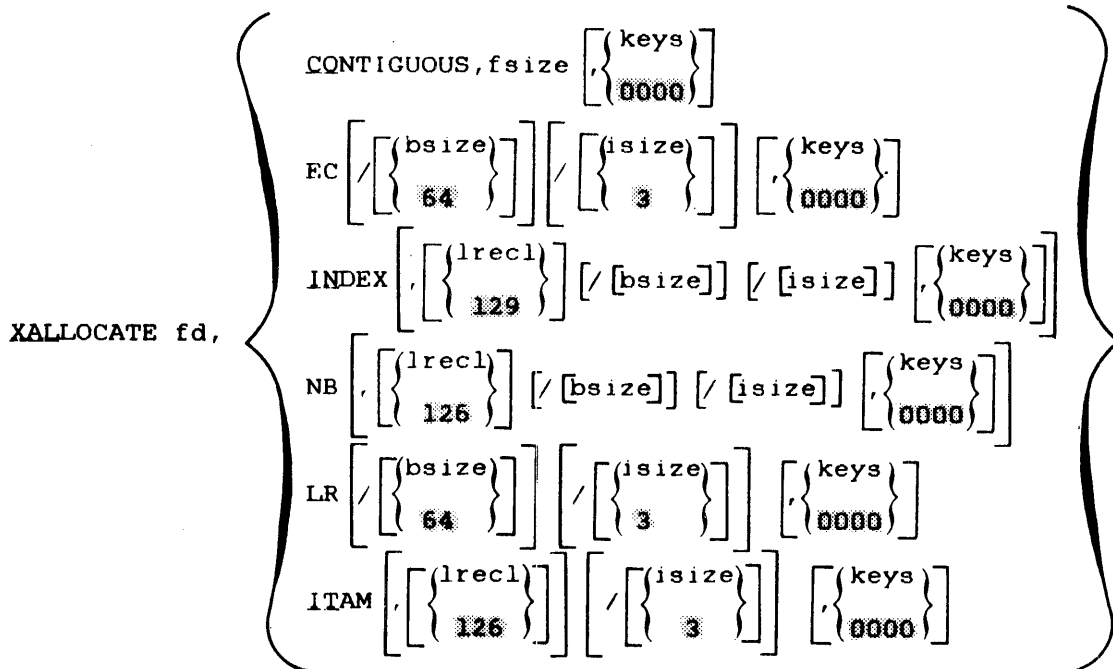 XALLOCATE fd,
CONTIGUOUS,fsize [,{keys
0000}]
EC [/[{bsize
64}]] [/[{isize
3}]] [,{keys
0000}]
INDEX [,[{lrecl
129}] [/[bsize]] [/[isize]] [,{keys
0000}]]
NB [,[{lrecl
126}] [/[bsize]] [/[isize]] [,{keys
0000}]]
LR [/[{bsize
64}]] [/[{isize
3}]] [,{keys
0000}]
ITAM [,[{lrecl
126}]] [/[{isize
3}]] [,{keys
0000}]